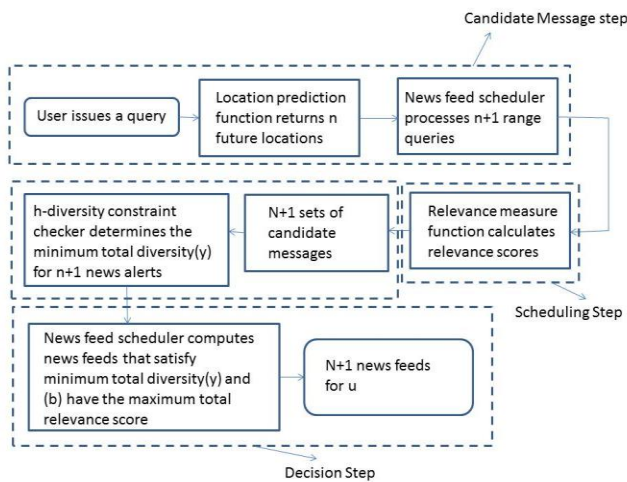 Candidate Message step
User issues a query
Location prediction
function returns n
future locations
News feed scheduler
processes n+1 range
queries
h-diversity constraint
checker determines the
minimum total diversity(y)
for n+1 news alerts
N+1 sets of
candidate
messages
Relevance measure
function calculates
relevance scores
Scheduling Step
News feed scheduler computes
news feeds that satisfy
minimum total diversity(y) and
(b) have the maximum total
relevance score
N+1 news feeds
for u
Decision Step